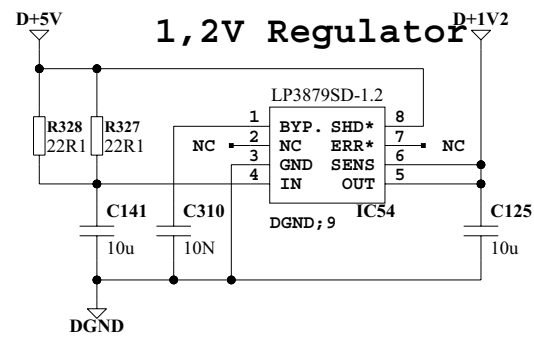 D+5V
1,2V Regulator
D+1V2
LP3879SD-1.2
1 BYP. SHD* 8
R328 R327
22R1 22R1
NC 2 NC ERR* 7 NC
3 GND SENS 6
4 IN OUT 5
C141 C310 IC54 C125
DGND;9
10u 10N 10u
DGND